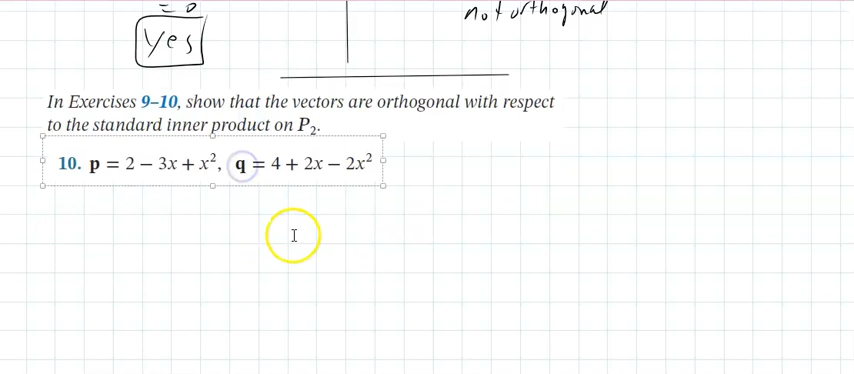 = 0
Yes
not orthogonal
In Exercises 9–10, show that the vectors are orthogonal with respect
to the standard inner product on P₂.
10. p = 2 − 3x + x², q = 4 + 2x − 2x²